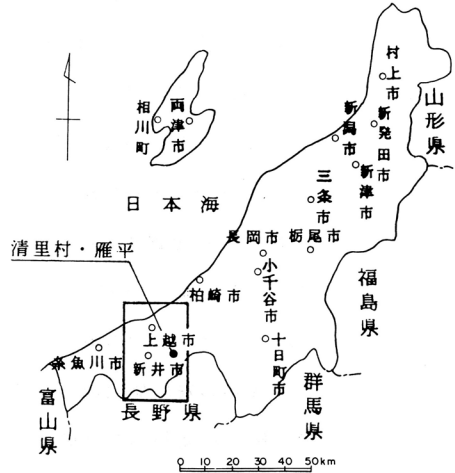 村上市
山形県
新発田市
新潟市
新津市
両津市
相川町
三条市
日本海
長岡市
栃尾市
清里村・雁平
小千谷市
福島県
柏崎市
上越市
十日町市
糸魚川市
新井市
群馬県
長野県
富山県
0 10 20 30 40 50km